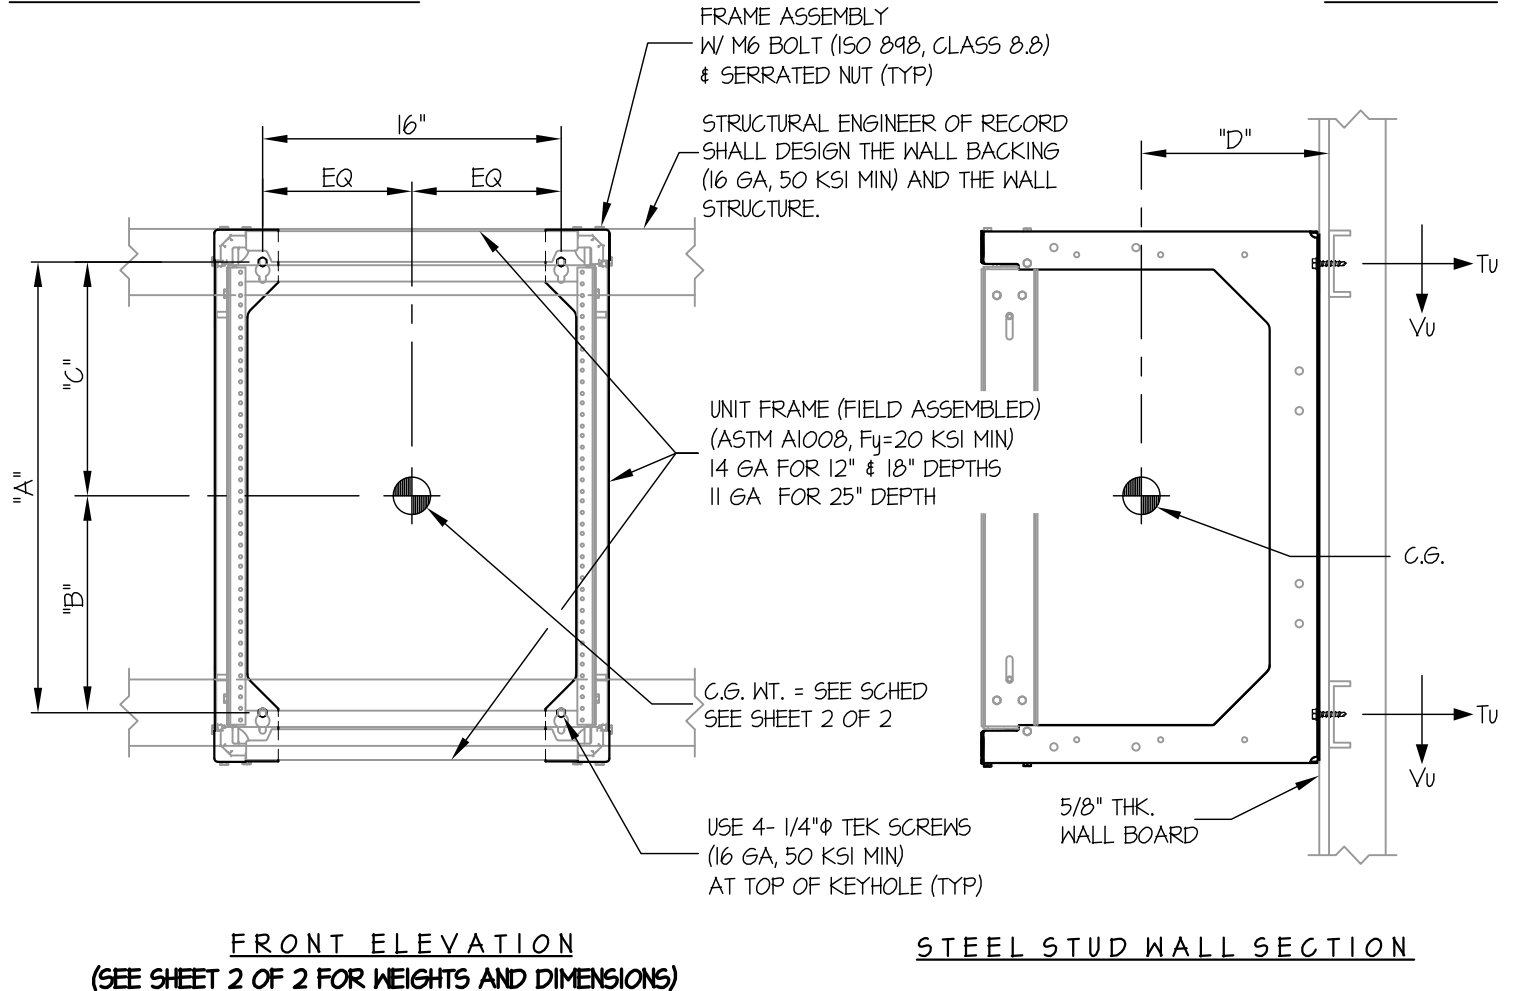 FRAME ASSEMBLY
W/ M6 BOLT (ISO 898, CLASS 8.8)
& SERRATED NUT (TYP)
STRUCTURAL ENGINEER OF RECORD
SHALL DESIGN THE WALL BACKING
(16 GA, 50 KSI MIN) AND THE WALL
STRUCTURE.
16"
EQ
EQ
"D"
Tu
Vu
"C"
"A"
"B"
UNIT FRAME (FIELD ASSEMBLED)
(ASTM A1008, Fy=20 KSI MIN)
14 GA FOR 12" & 18" DEPTHS
11 GA FOR 25" DEPTH
C.G.
C.G. WT. = SEE SCHED
SEE SHEET 2 OF 2
Tu
Vu
5/8" THK.
WALL BOARD
USE 4- 1/4"Φ TEK SCREWS
(16 GA, 50 KSI MIN)
AT TOP OF KEYHOLE (TYP)
FRONT ELEVATION
(SEE SHEET 2 OF 2 FOR WEIGHTS AND DIMENSIONS)
STEEL STUD WALL SECTION